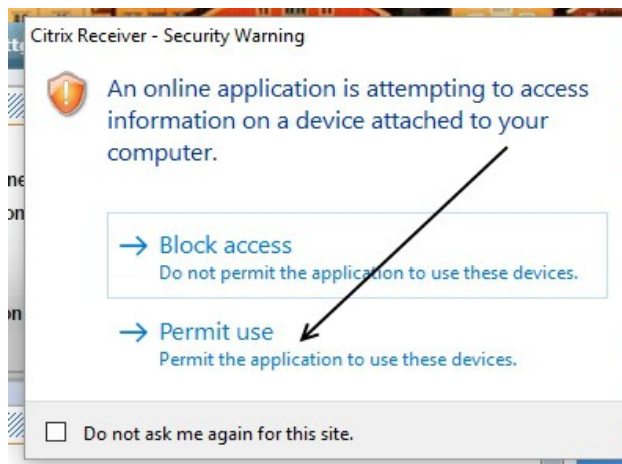 Citrix Receiver - Security Warning
An online application is attempting to access
information on a device attached to your
computer.
→ Block access
Do not permit the application to use these devices.
→ Permit use
Permit the application to use these devices.
Do not ask me again for this site.